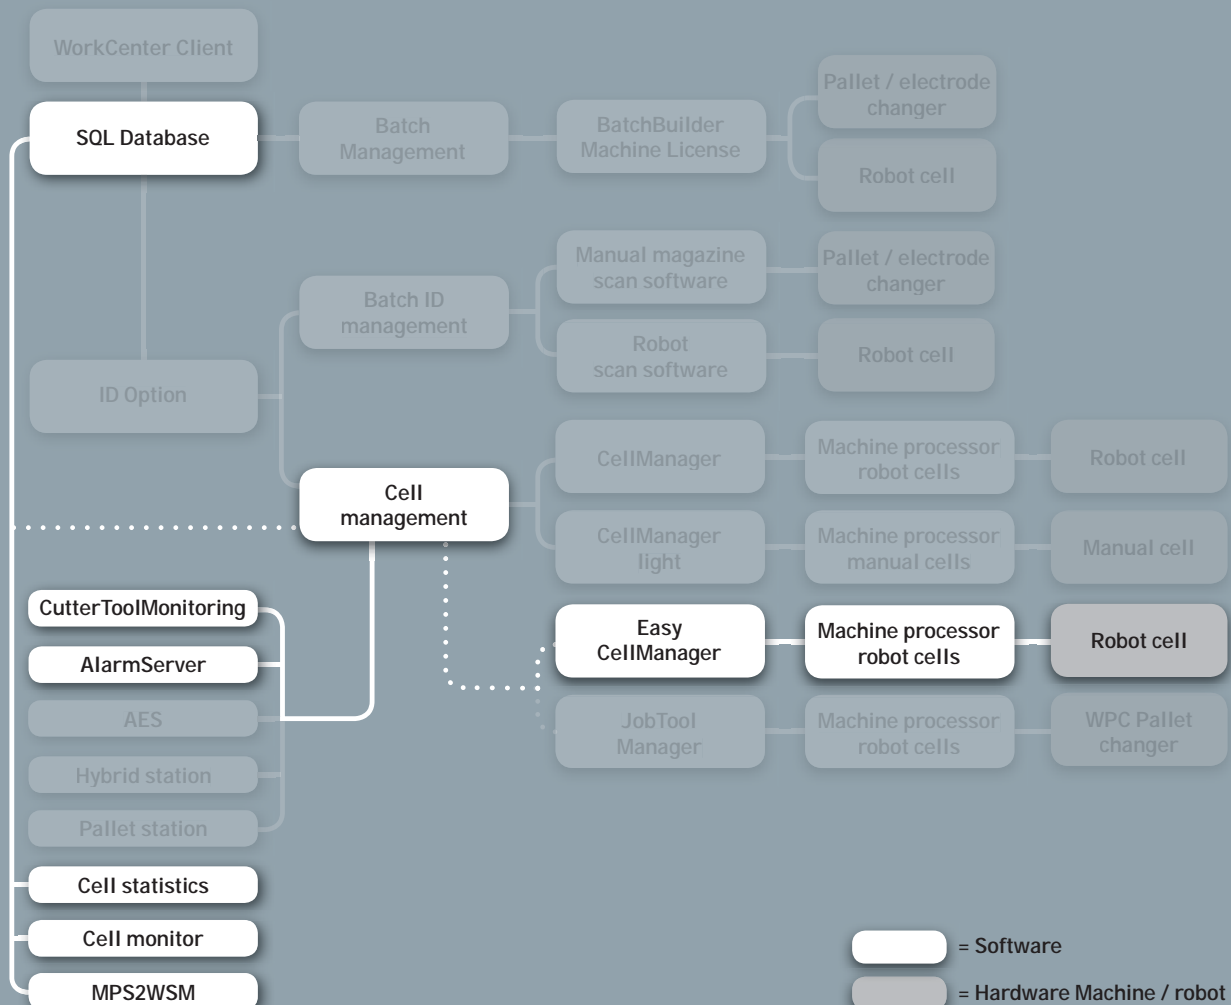 WorkCenter Client
SQL Database
Batch
Management
BatchBuilder
Machine License
Pallet / electrode
changer
Robot cell
ID Option
Batch ID
management
Manual magazine
scan software
Pallet / electrode
changer
Robot
scan software
Robot cell
Cell
management
CellManager
Machine processor
robot cells
Robot cell
CellManager
light
Machine processor
manual cells
Manual cell
Easy
CellManager
Machine processor
robot cells
Robot cell
JobTool
Manager
Machine processor
robot cells
WPC Pallet
changer
CutterToolMonitoring
AlarmServer
AES
Hybrid station
Pallet station
Cell statistics
Cell monitor
MPS2WSM
= Software
= Hardware Machine / robot